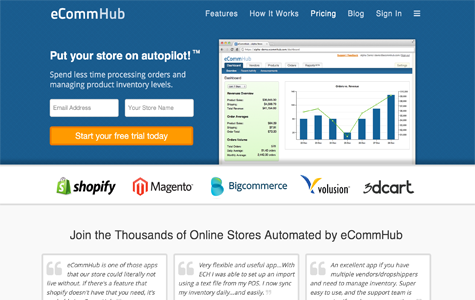 eCommHub
Features How It Works Pricing Blog Sign In
Put your store on autopilot!™
Spend less time processing orders and
managing product inventory levels.
Email Address Your Store Name
Start your free trial today
eCommHub
Dashboard Products Settings
Revenue Overview
Order Averages
shopify Magento Bigcommerce Volusion 3dcart
Join the Thousands of Online Stores Automated by eCommHub
eCommHub is one of those apps
that our store could literally not
live without. If there's a feature that
shopify doesn't have that you need, it's
Very flexible and useful app...With
ECH I was able to set up an import
using a text file from my POS. I now sync
my inventory daily...and easily.
An excellent app if you have
multiple vendors/dropshippers
and need to manage inventory. Super
easy to use, and the support team is